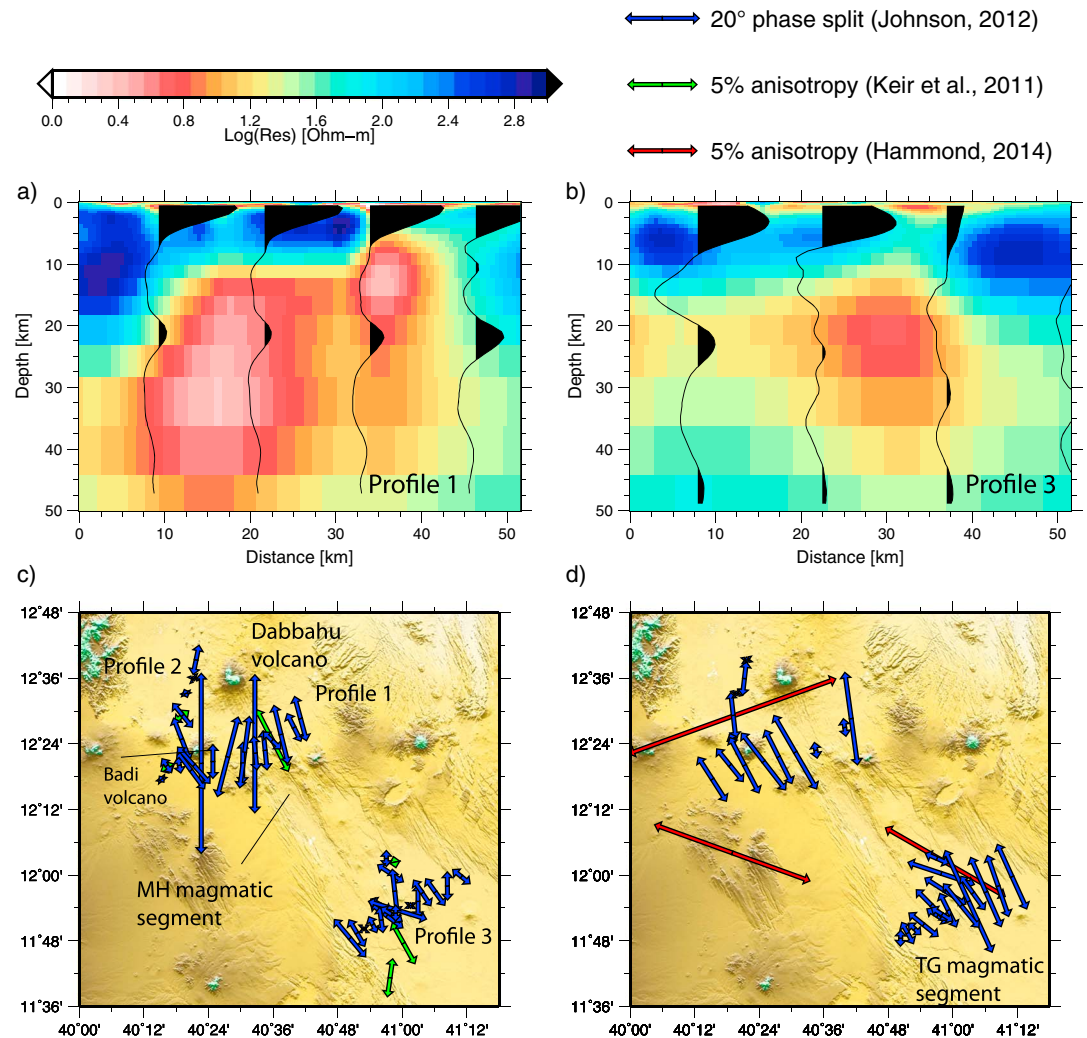 20° phase split (Johnson, 2012)
5% anisotropy (Keir et al., 2011)
5% anisotropy (Hammond, 2014)
0.0 0.4 0.8 1.2 1.6 2.0 2.4 2.8
Log(Res) [Ohm−m]
a)
0
10
20
30
40
50
Depth [km]
Profile 1
0 10 20 30 40 50
Distance [km]
b)
0
10
20
30
40
50
Depth [km]
Profile 3
0 10 20 30 40 50
Distance [km]
c)
12˚48'
12˚36'
12˚24'
12˚12'
12˚00'
11˚48'
11˚36'
Dabbahu
volcano
Profile 2
Profile 1
Badi
volcano
MH magmatic
segment
Profile 3
40˚00' 40˚12' 40˚24' 40˚36' 40˚48' 41˚00' 41˚12'
d)
12˚48'
12˚36'
12˚24'
12˚12'
12˚00'
11˚48'
11˚36'
TG magmatic
segment
40˚00' 40˚12' 40˚24' 40˚36' 40˚48' 41˚00' 41˚12'